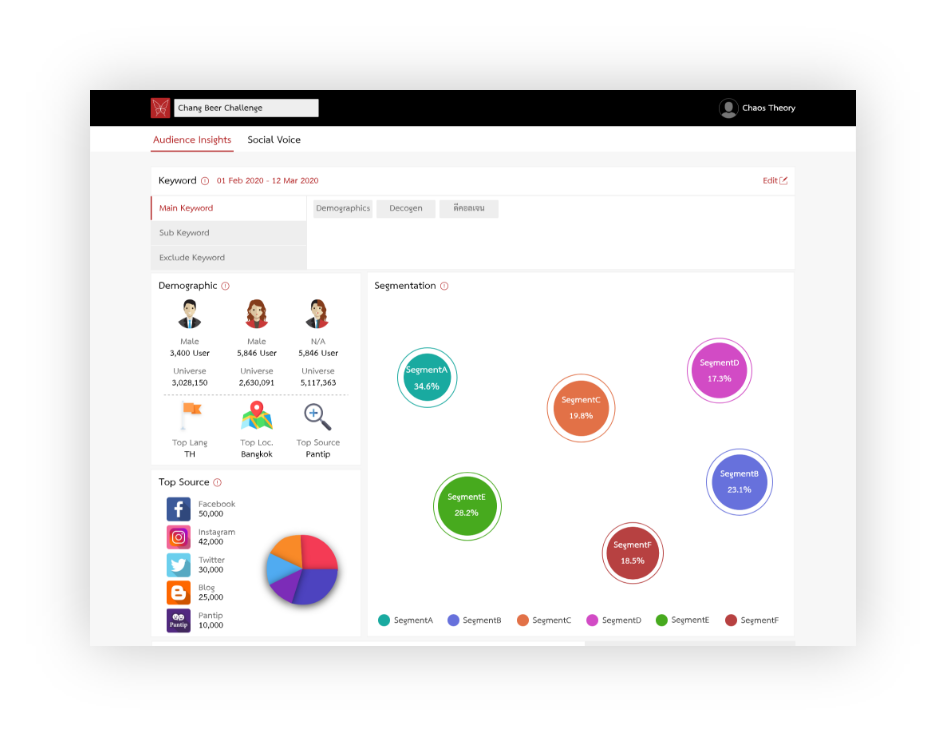 Chang Beer Challenge
Chaos Theory
Audience Insights
Social Voice
Keyword 01 Feb 2020 - 12 Mar 2020
Edit
Main Keyword
Sub Keyword
Exclude Keyword
Demographics
Decogen
ดีคอลเจน
Demographic
Male
3,400 User
Universe
3,028,150
Male
5,846 User
Universe
2,630,091
N/A
5,846 User
Universe
5,117,363
Top Lang
TH
Top Loc.
Bangkok
Top Source
Pantip
Top Source
Facebook
50,000
Instagram
42,000
Twitter
30,000
Blog
25,000
Pantip
Pantip
10,000
Segmentation
SegmentA
34.6%
SegmentC
19.8%
SegmentD
17.3%
SegmentB
23.1%
SegmentE
28.2%
SegmentF
18.5%
SegmentA
SegmentB
SegmentC
SegmentD
SegmentE
SegmentF